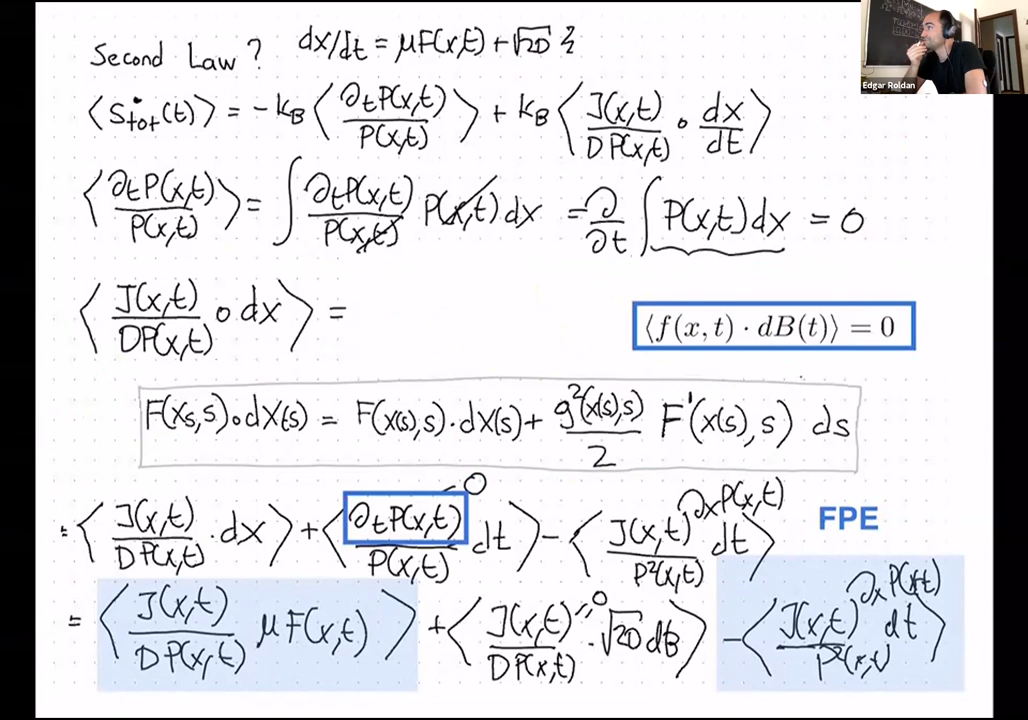 Second Law ? dx/dt = μF(x,t) + √2D ξ
⟨Ṡtot(t)⟩ = - kB ⟨ ∂tP(x,t) / P(x,t) ⟩ + kB ⟨ J(x,t) / DP(x,t) ∘ dx/dt ⟩
⟨ ∂tP(x,t) / P(x,t) ⟩ = ∫ ∂tP(x,t) / P(x,t) P(x,t) dx = ∂/∂t ∫ P(x,t) dx = 0
⟨ J(x,t) / DP(x,t) ∘ dx ⟩ =
⟨f(x, t) · dB(t)⟩ = 0
F(xs,s)∘dX(s) = F(x(s),s)·dX(s) + g²(x(s),s) / 2 F'(x(s),s) ds
= ⟨ J(x,t) / DP(x,t) · dx ⟩ + ⟨ ∂tP(x,t) / P(x,t) dt ⟩ = 0 - ⟨ J(x,t) ∂xP(x,t) / P²(x,t) dt ⟩
FPE
= ⟨ J(x,t) / DP(x,t) μF(x,t) ⟩ + ⟨ J(x,t) / DP(x,t) · √2D dB ⟩ = 0 - ⟨ J(x,t) ∂xP(x,t) / P²(x,t) dt ⟩
Edgar Roldan